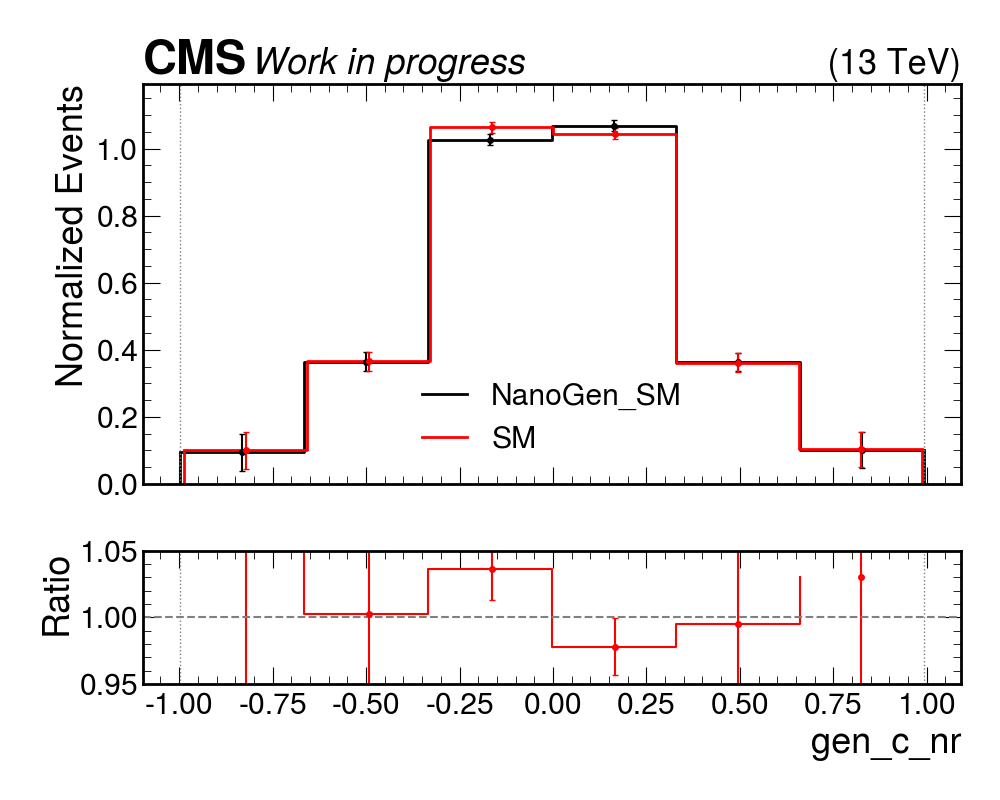 CMS Work in progress (13 TeV)
Normalized Events
1.0
0.8
0.6
0.4
0.2
0.0
NanoGen_SM
SM
Ratio
1.05
1.00
0.95
-1.00 -0.75 -0.50 -0.25 0.00 0.25 0.50 0.75 1.00
gen_c_nr